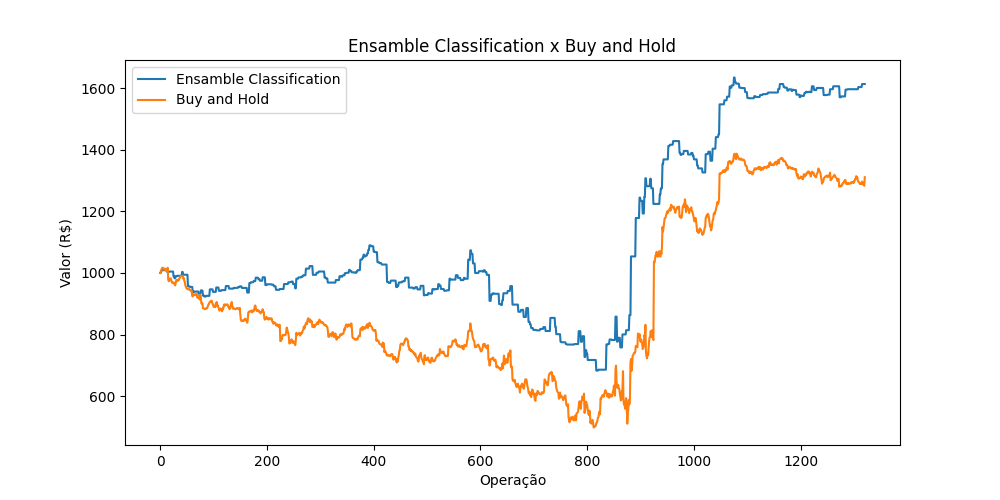 Ensamble Classification x Buy and Hold
Ensamble Classification
Buy and Hold
1600
1400
1200
1000
800
600
Valor (R$)
0 200 400 600 800 1000 1200
Operação